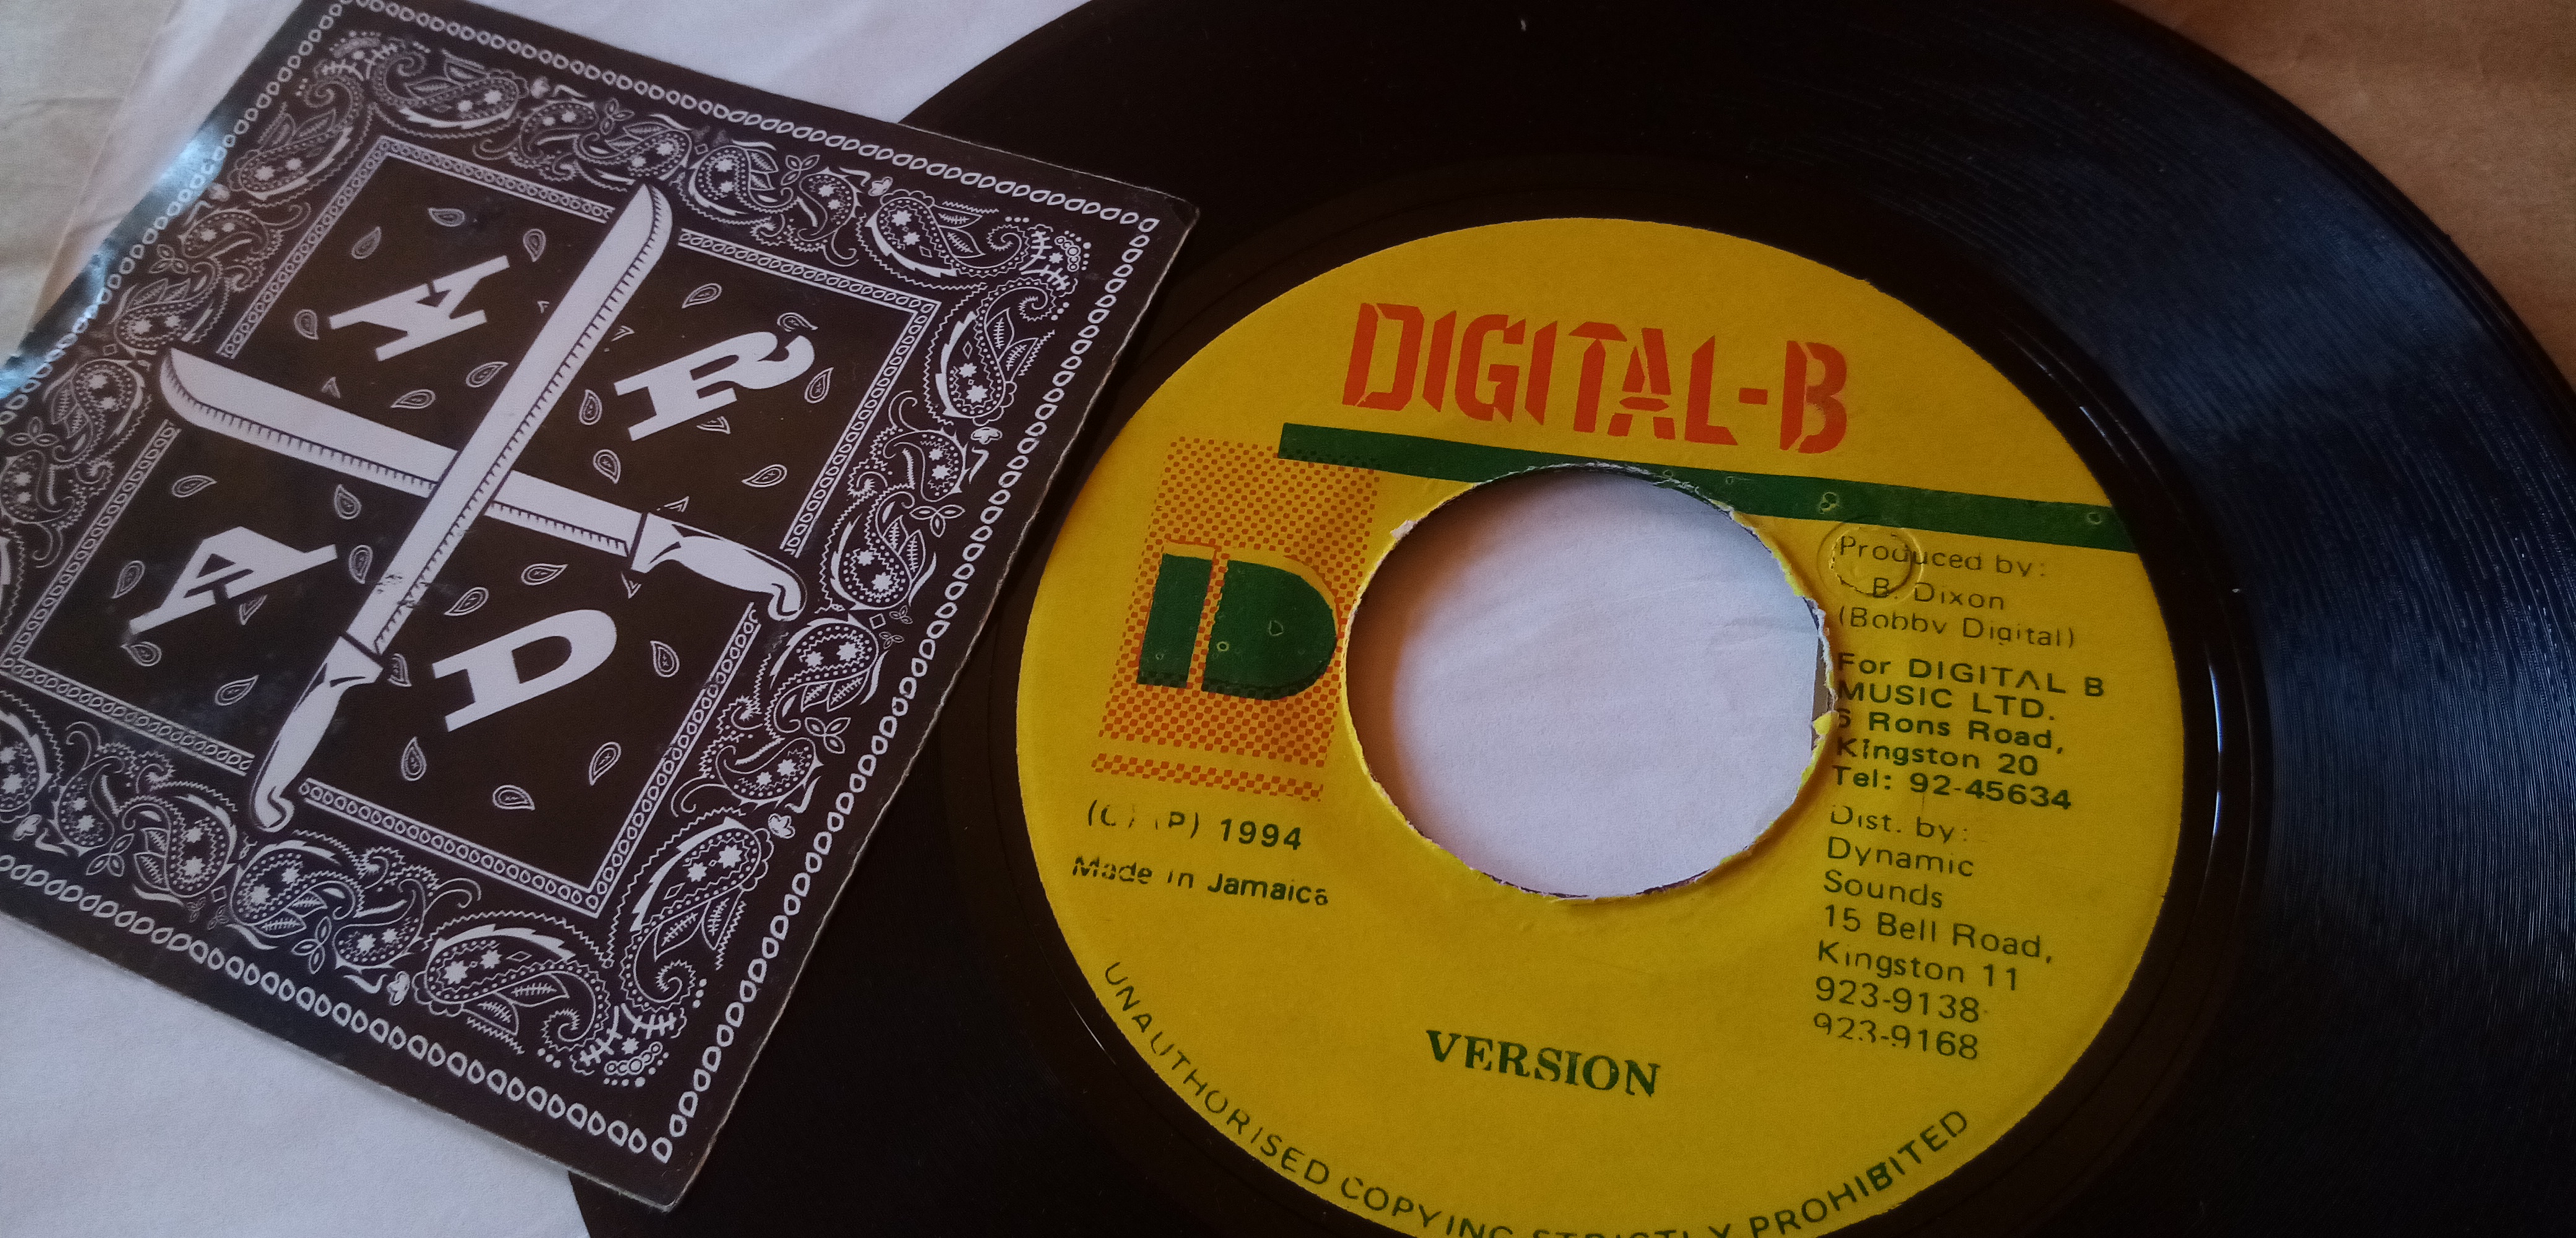 A R
A D
DIGITAL-B
D
Produced by:
B. Dixon
(Bobby Digital)
For DIGITAL B
MUSIC LTD.
6 Rons Road,
Kingston 20
Tel: 92-45634
Dist. by:
Dynamic
Sounds
15 Bell Road,
Kingston 11
923-9138
923-9168
(C) (P) 1994
Made in Jamaica
VERSION
UNAUTHORISED COPYING STRICTLY PROHIBITED